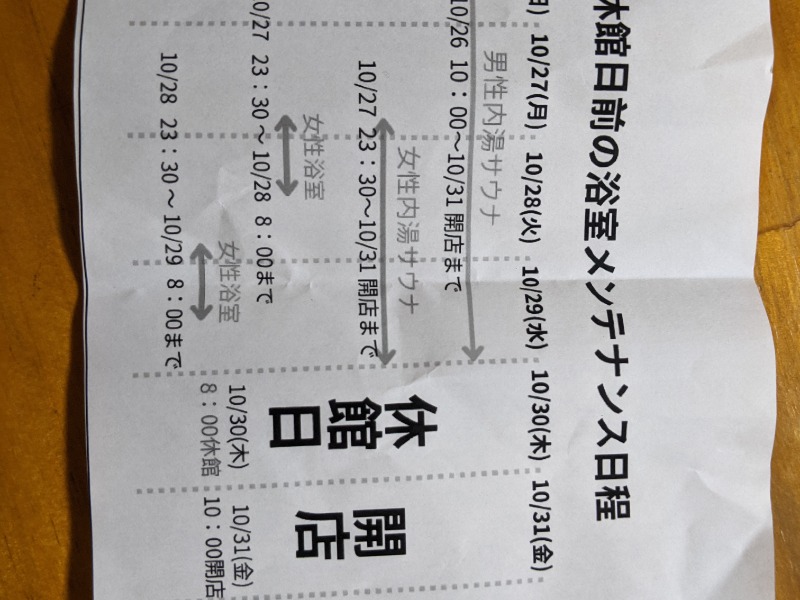 休館日前の浴室メンテナンス日程
10/27(月) 10/28(火) 10/29(水) 10/30(木) 10/31(金)
男性内湯サウナ
10/26 10：00～10/31 開店まで
女性内湯サウナ
10/27 23：30～10/31 開店まで
女性浴室
10/27 23：30 ～ 10/28 8：00まで
女性浴室
10/28 23：30 ～ 10/29 8：00まで
休館日
10/30(木)
8：00休館
開店
10/31(金)
10：00開店